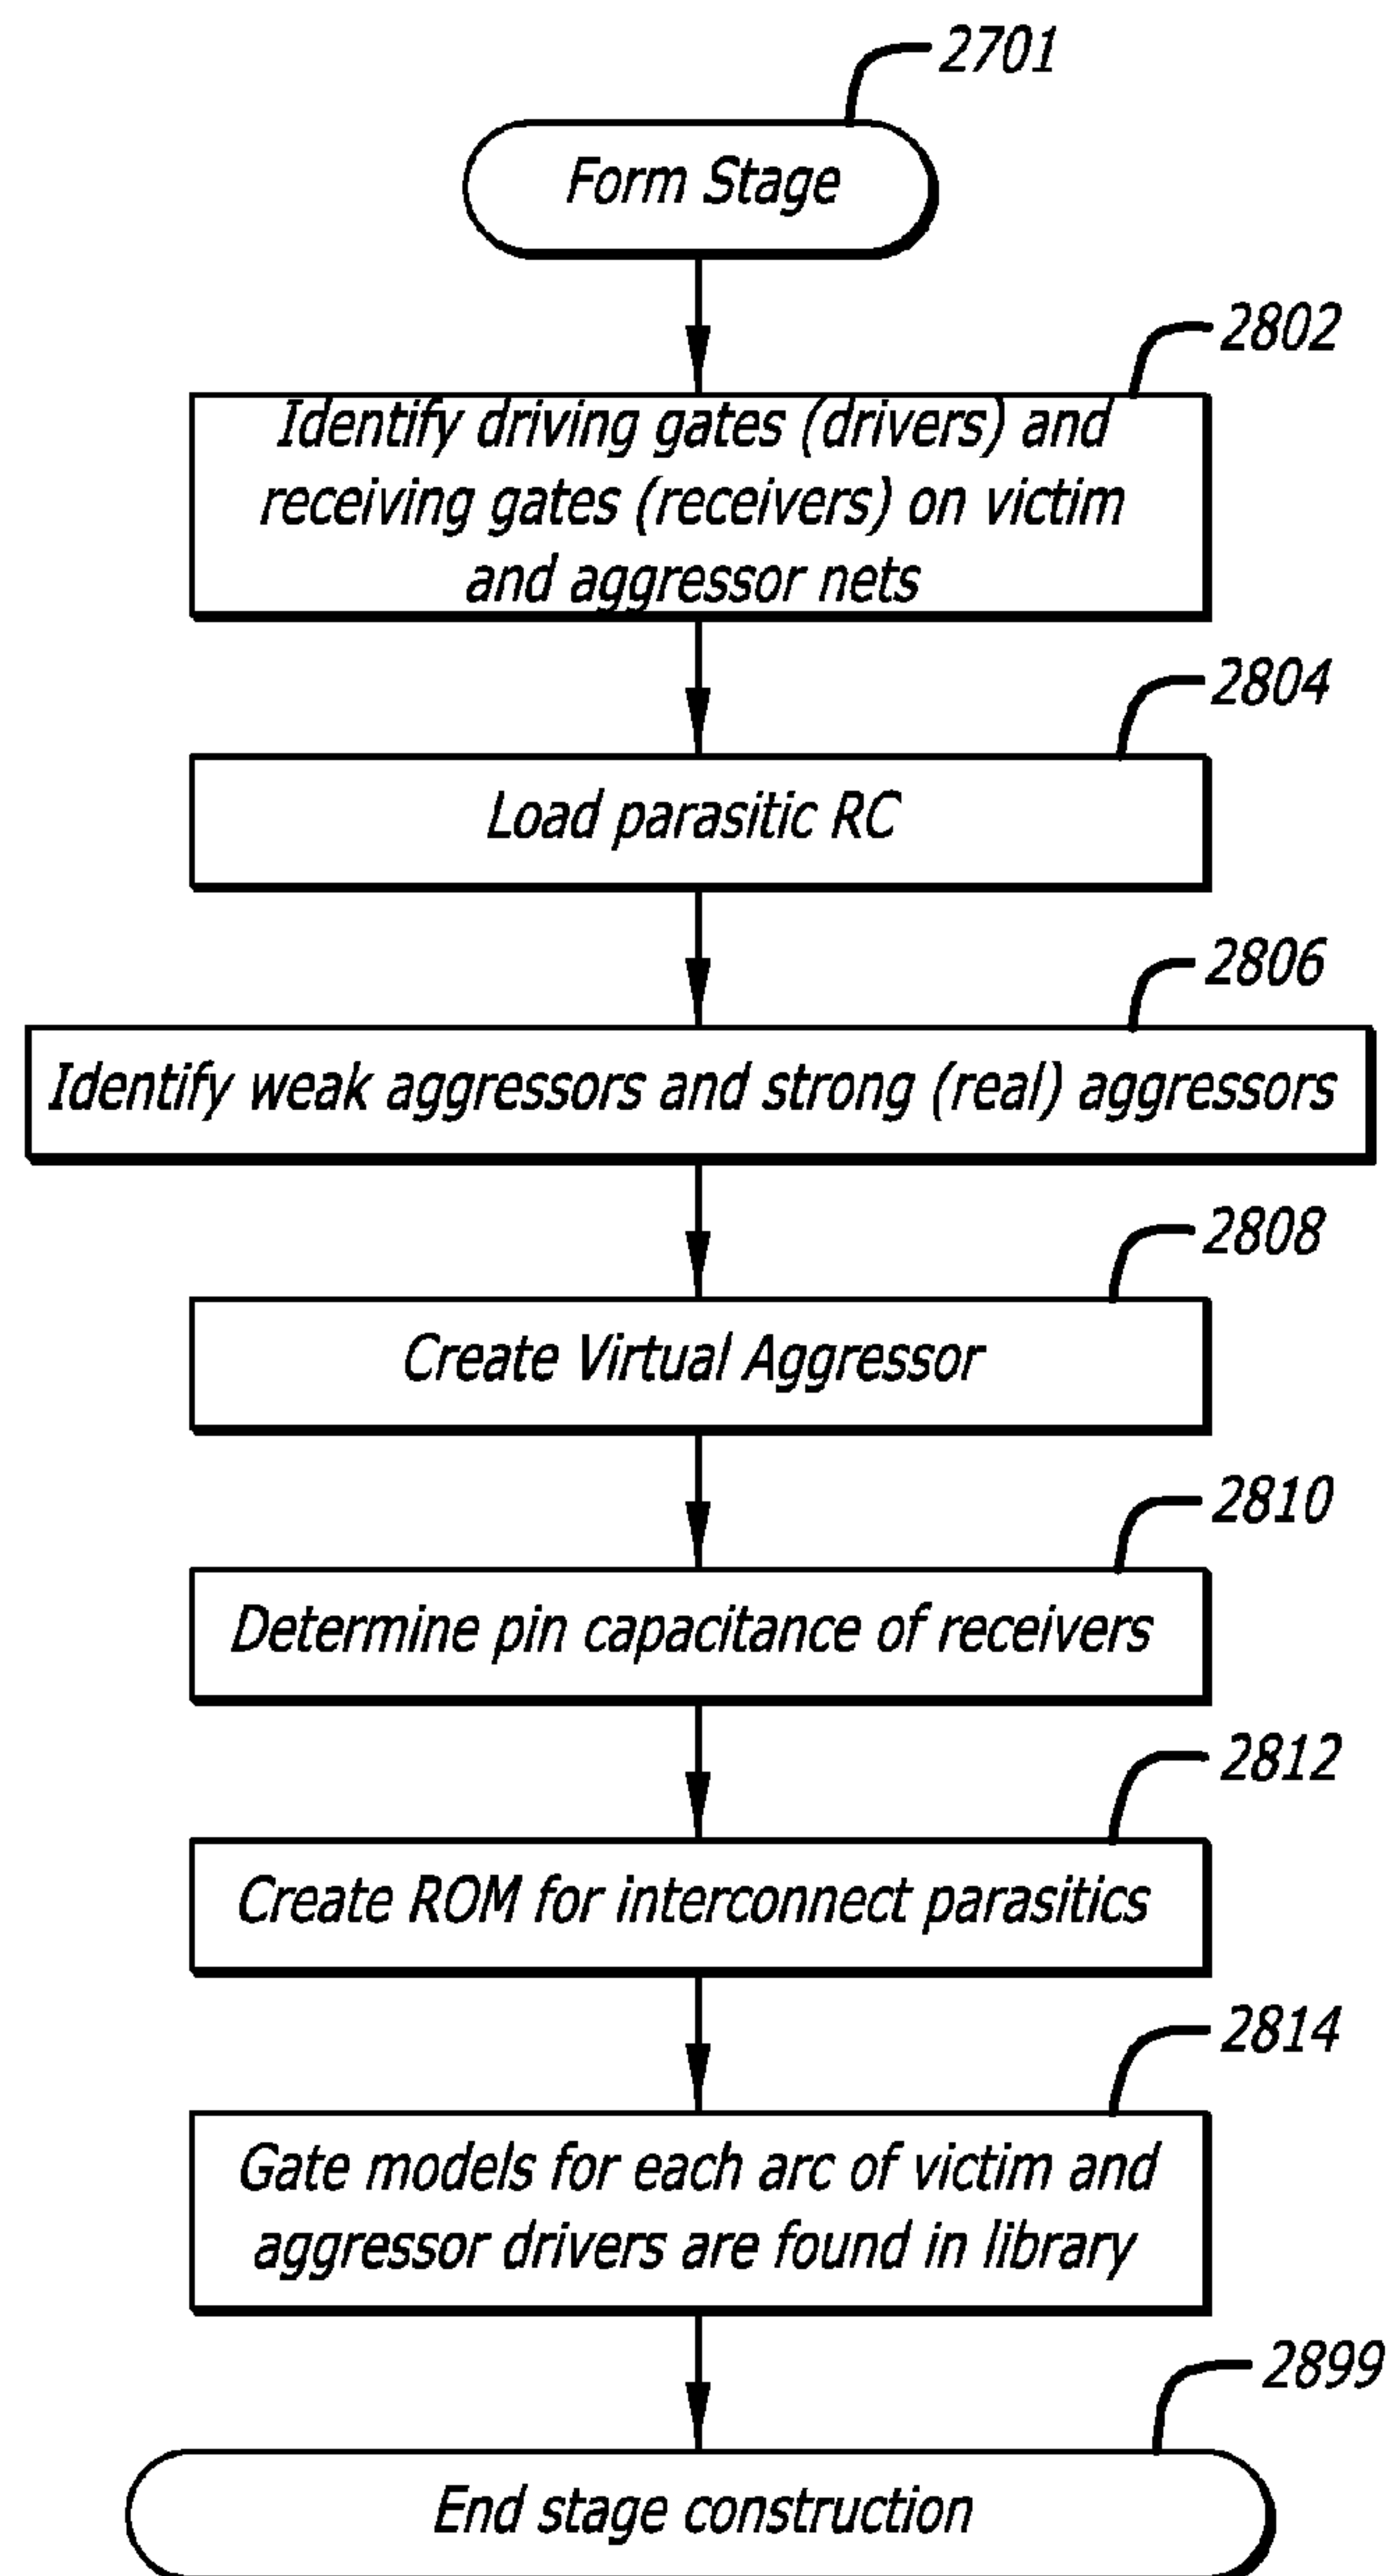 2701
Form Stage
2802
Identify driving gates (drivers) and
receiving gates (receivers) on victim
and aggressor nets
2804
Load parasitic RC
2806
Identify weak aggressors and strong (real) aggressors
2808
Create Virtual Aggressor
2810
Determine pin capacitance of receivers
2812
Create ROM for interconnect parasitics
2814
Gate models for each arc of victim and
aggressor drivers are found in library
2899
End stage construction